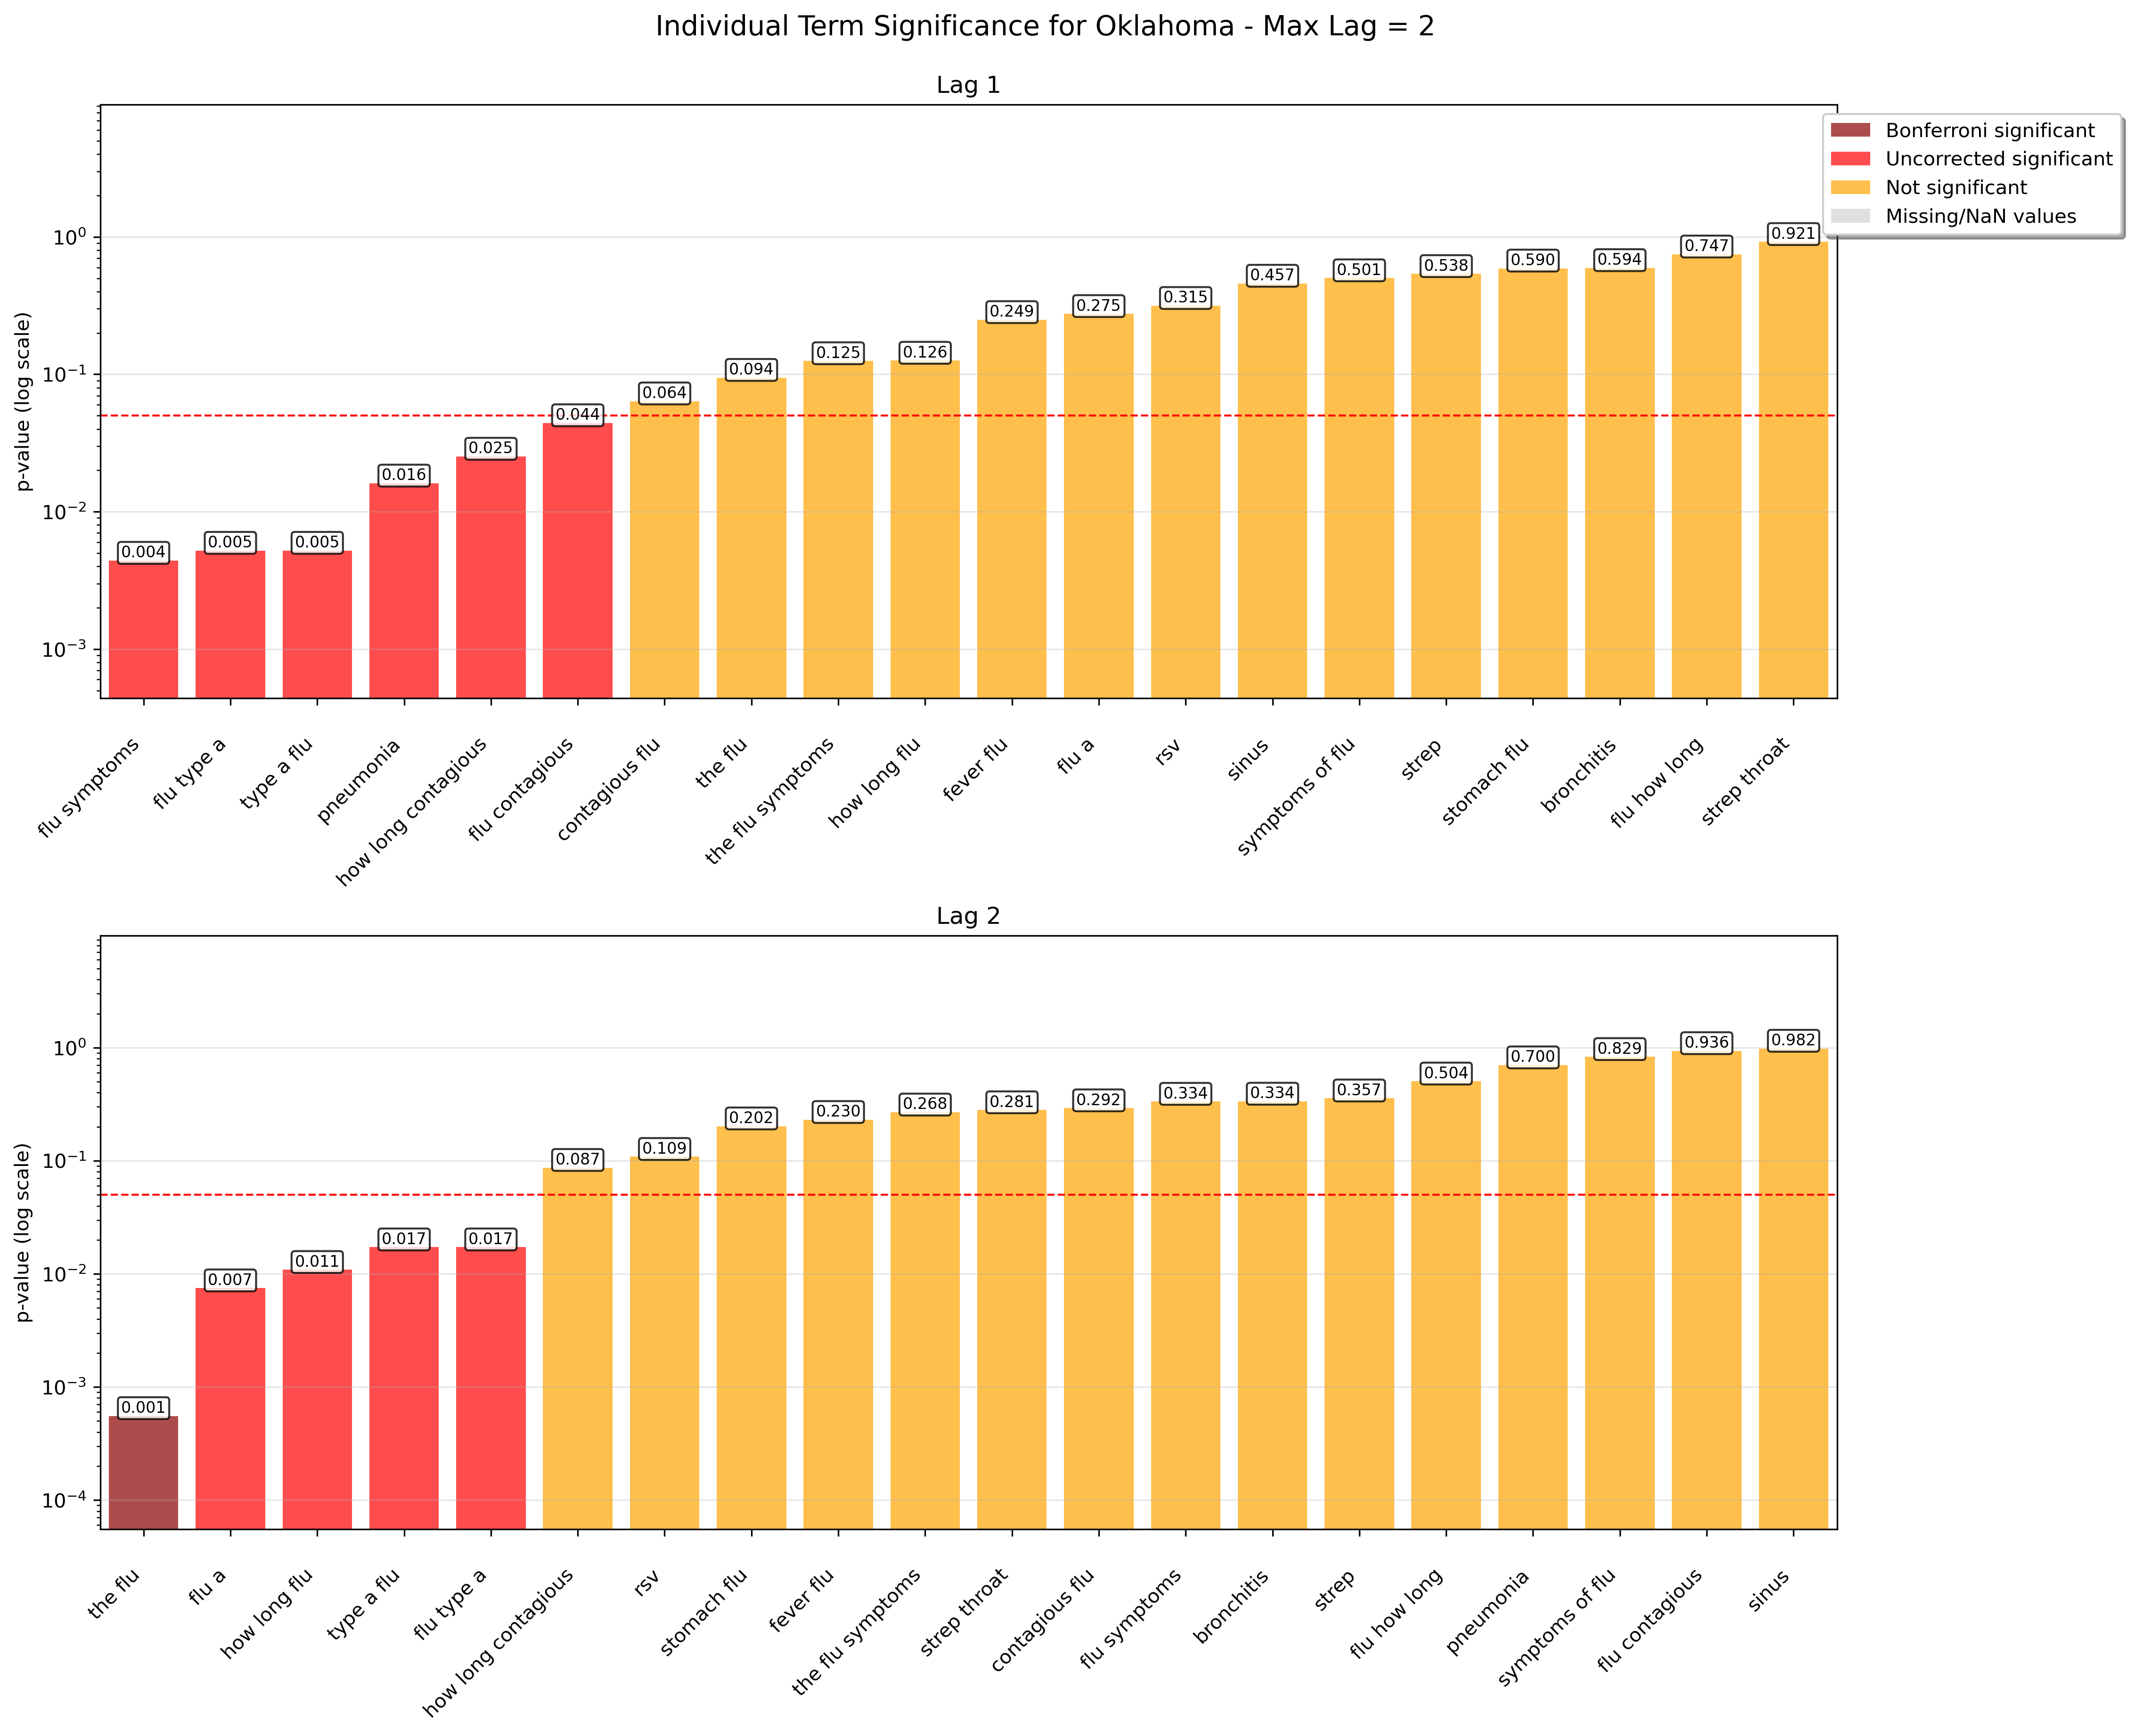 Individual Term Significance for Oklahoma - Max Lag = 2
Lag 1
Bonferroni significant
Uncorrected significant
Not significant
Missing/NaN values
p-value (log scale)
10⁰
10⁻¹
10⁻²
10⁻³
0.004
0.005
0.005
0.016
0.025
0.044
0.064
0.094
0.125
0.126
0.249
0.275
0.315
0.457
0.501
0.538
0.590
0.594
0.747
0.921
flu symptoms
flu type a
type a flu
pneumonia
how long contagious
flu contagious
contagious flu
the flu
the flu symptoms
how long flu
fever flu
flu a
rsv
sinus
symptoms of flu
strep
stomach flu
bronchitis
flu how long
strep throat
Lag 2
p-value (log scale)
10⁰
10⁻¹
10⁻²
10⁻³
10⁻⁴
0.001
0.007
0.011
0.017
0.017
0.087
0.109
0.202
0.230
0.268
0.281
0.292
0.334
0.334
0.357
0.504
0.700
0.829
0.936
0.982
the flu
flu a
how long flu
type a flu
flu type a
how long contagious
rsv
stomach flu
fever flu
the flu symptoms
strep throat
contagious flu
flu symptoms
bronchitis
strep
flu how long
pneumonia
symptoms of flu
flu contagious
sinus